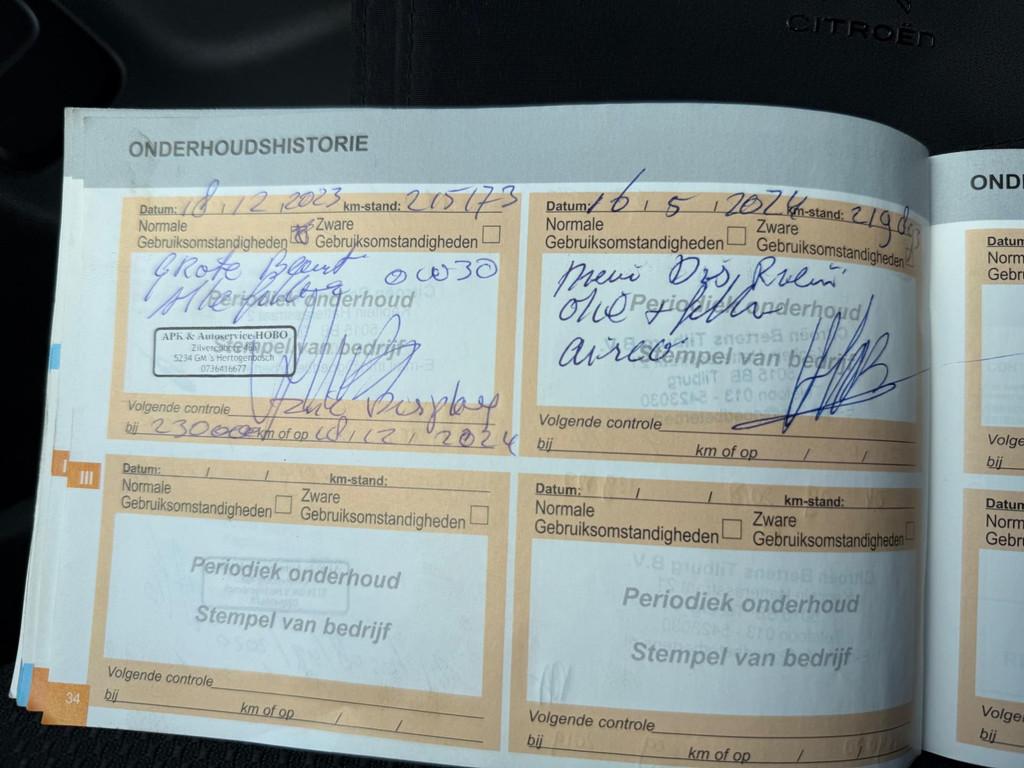 CITROËN
ONDERHOUDSHISTORIE
Datum: 18.12.2023 km-stand: 215173
Normale
Gebruiksomstandigheden
Zware
Gebruiksomstandigheden
Grote Beurt 0W30
Periodiek onderhoud
APK & Autoservice HOBO
5234 GM 's Hertogenbosch
0736416677
Stempel van bedrijf
Volgende controle
bij 230000 km of op 18.12.2024
Datum: 16.5.2024 km-stand:
Normale
Gebruiksomstandigheden
Zware
Gebruiksomstandigheden
Periodiek onderhoud
olie
airco
Stempel van bedrijf
Volgende controle
bij km of op / /
Datum: / / km-stand:
Normale
Gebruiksomstandigheden
Zware
Gebruiksomstandigheden
Periodiek onderhoud
Stempel van bedrijf
Volgende controle
bij km of op / /
Datum: / / km-stand:
Normale
Gebruiksomstandigheden
Zware
Gebruiksomstandigheden
Periodiek onderhoud
Stempel van bedrijf
Volgende controle
bij km of op / /
III
34